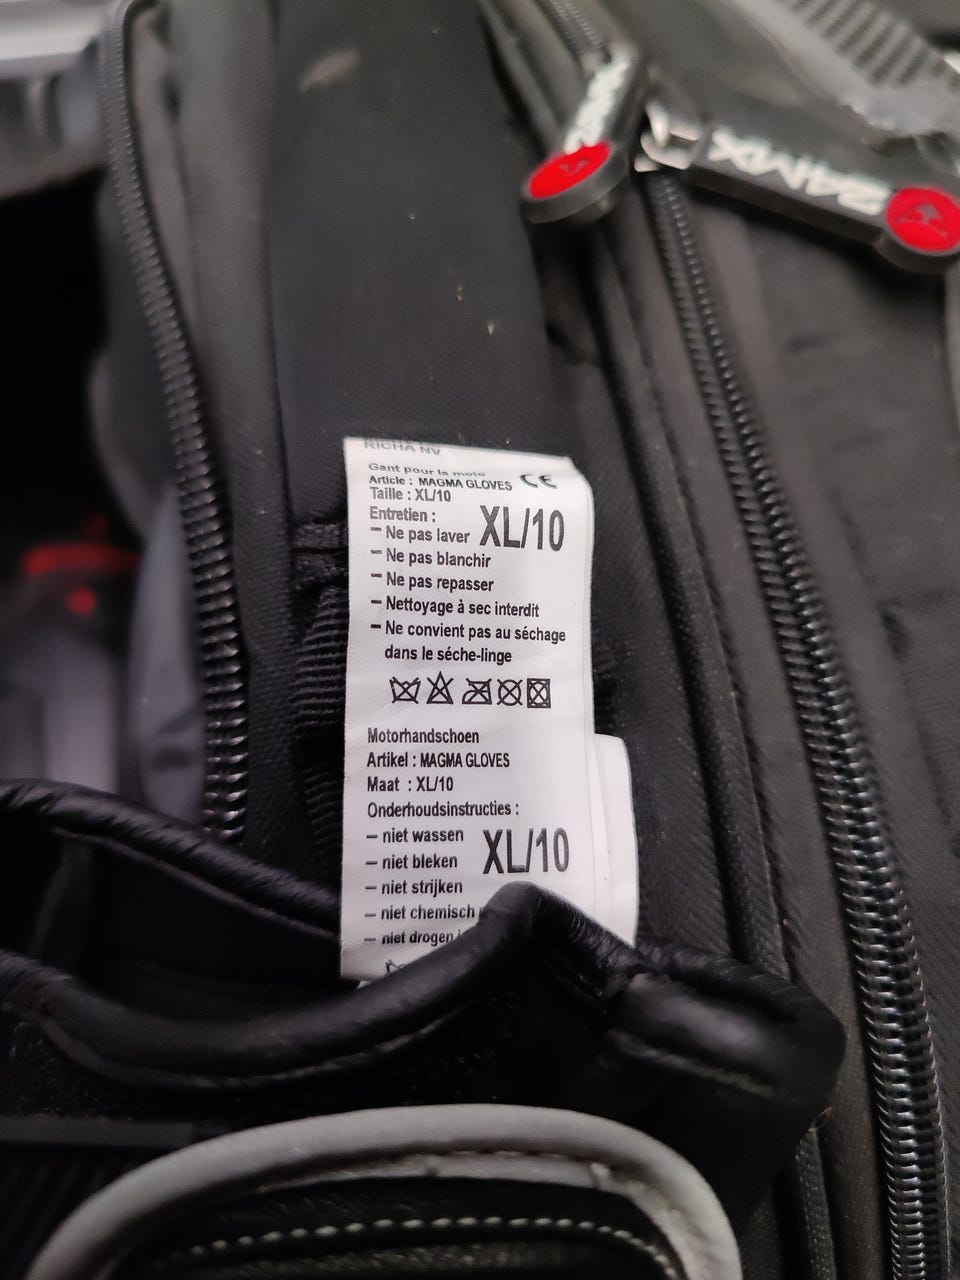 24MX
RICHA NV
Gant pour la moto
Article : MAGMA GLOVES CE
Taille : XL/10
Entretien :
XL/10
– Ne pas laver
– Ne pas blanchir
– Ne pas repasser
– Nettoyage à sec interdit
– Ne convient pas au séchage
dans le séche-linge
Motorhandschoen
Artikel : MAGMA GLOVES
Maat : XL/10
Onderhoudsinstructies :
– niet wassen
XL/10
– niet bleken
– niet strijken
– niet chemisch
– niet drogen